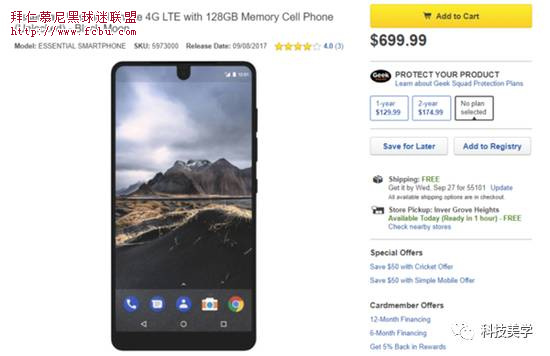 拜仁慕尼黑球迷联盟
http://www.fcbu.com
e 4G LTE with 128GB Memory Cell Phone
Model: ESSENTIAL SMARTPHONE SKU: 5973000 Release Date: 09/08/2017 4.0 (3)
12:01
Add to Cart
$699.99
Geek
PROTECT YOUR PRODUCT
Learn about Geek Squad Protection Plans
1-year
$129.99
2-year
$174.99
No plan
selected
Save for Later
Add to Registry
Shipping: FREE
Get it by Wed, Sep 27 for 55101 Update
All available shipping options are in checkout.
Store Pickup: Inver Grove Heights
Available Today (Ready in 1 hour) - FREE
Check nearby stores
Special Offers
Save $50 with Cricket Offer
Save $50 with Simple Mobile Offer
Cardmember Offers
12-Month Financing
6-Month Financing
Get 5% Back in Rewards
科技美学